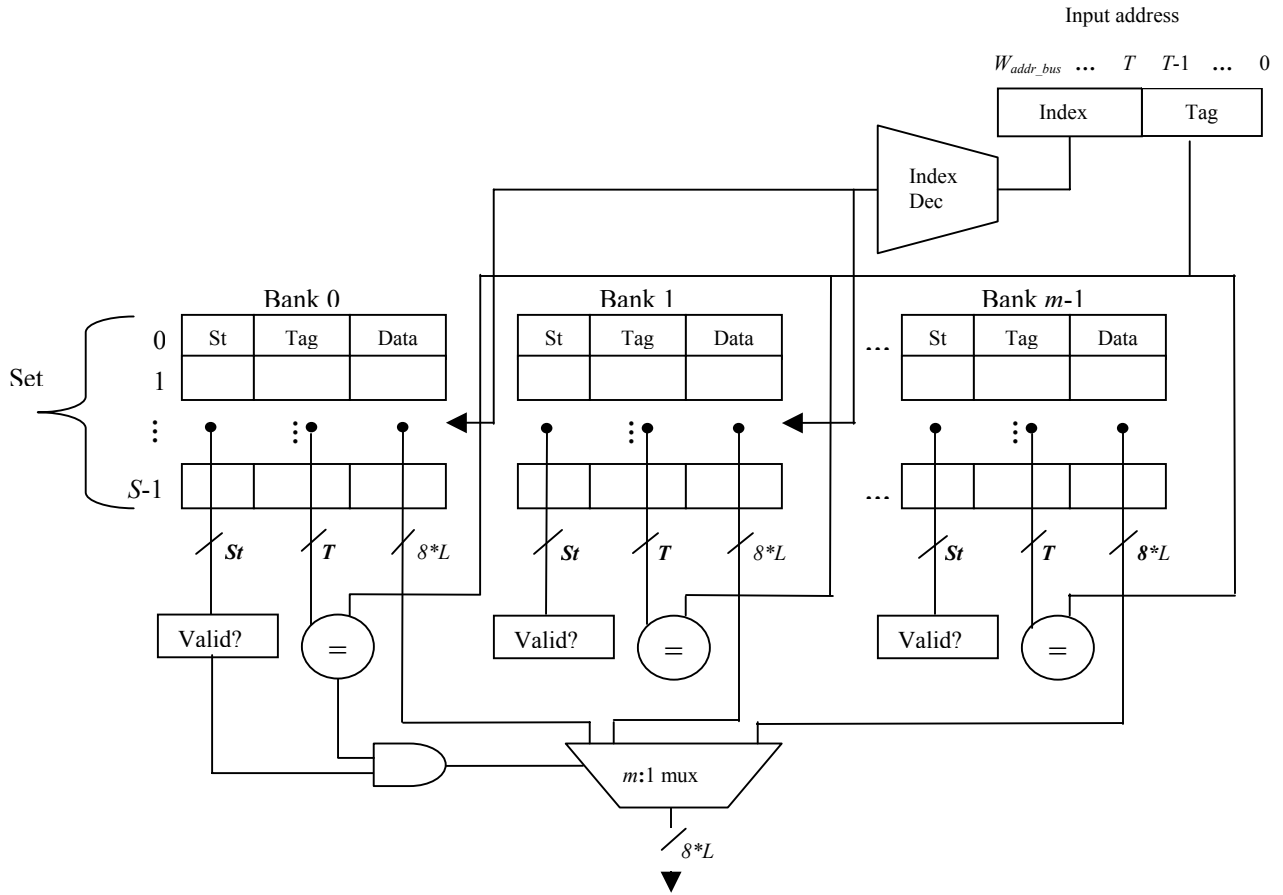 Input address
W_addr_bus ... T T-1 ... 0
Index Tag
Index
Dec
Bank 0 Bank 1 Bank m-1
0 St Tag Data St Tag Data ... St Tag Data
1
Set
⋮ ⋮ ⋮ ⋮
S-1 ...
St T 8*L St T 8*L St T 8*L
Valid? = Valid? = Valid? =
m:1 mux
8*L